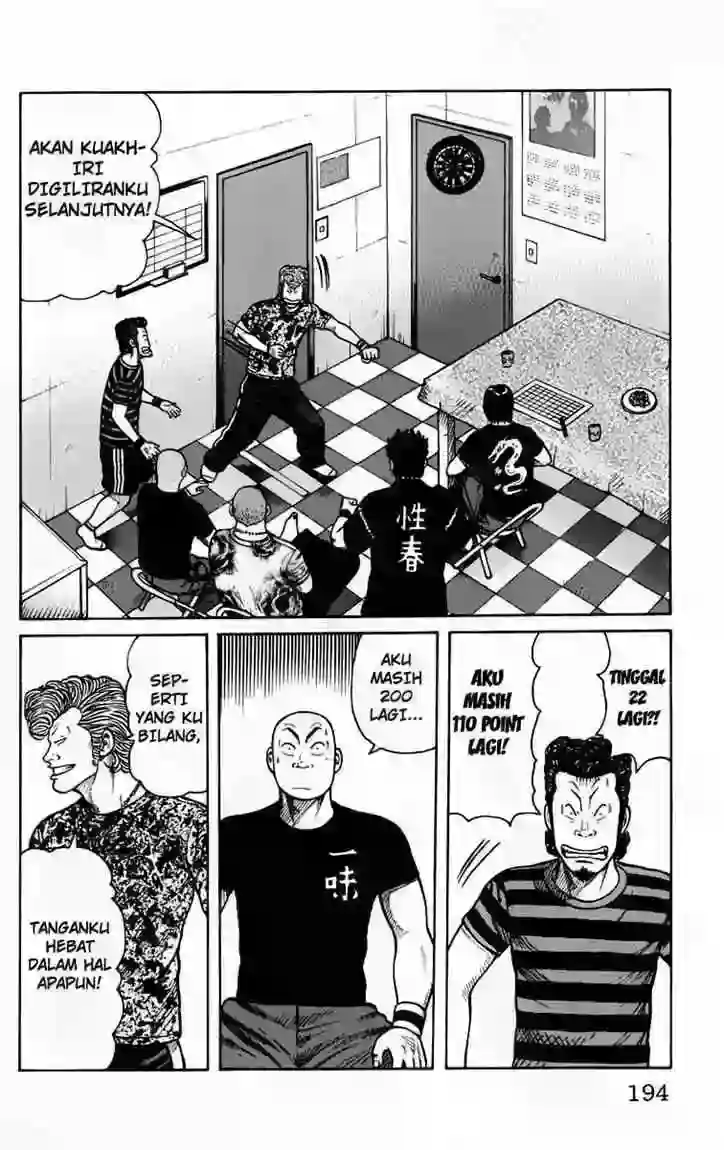 AKAN KUAKH-
IRI
DIGILIRANKU
SELANJUTNYA!
性
春
TINGGAL
22
LAGI?!
AKU
MASIH
110 POINT
LAGI!
AKU
MASIH
200
LAGI...
一
味
SEP-
ERTI
YANG KU
BILANG,
TANGANKU
HEBAT
DALAM HAL
APAPUN!
194